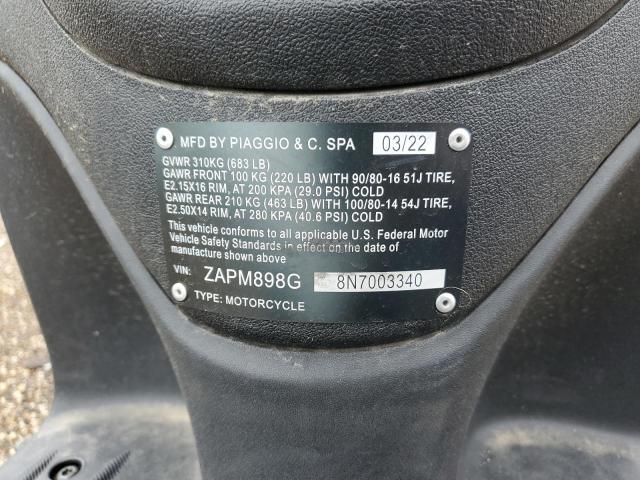 MFD BY PIAGGIO & C. SPA 03/22
GVWR 310KG (683 LB)
GAWR FRONT 100 KG (220 LB) WITH 90/80-16 51J TIRE,
E2.15X16 RIM, AT 200 KPA (29.0 PSI) COLD
GAWR REAR 210 KG (463 LB) WITH 100/80-14 54J TIRE,
E2.50X14 RIM, AT 280 KPA (40.6 PSI) COLD
This vehicle conforms to all applicable U.S. Federal Motor
Vehicle Safety Standards in effect on the date of
manufacture shown above
VIN: ZAPM898G 8N7003340
TYPE: MOTORCYCLE